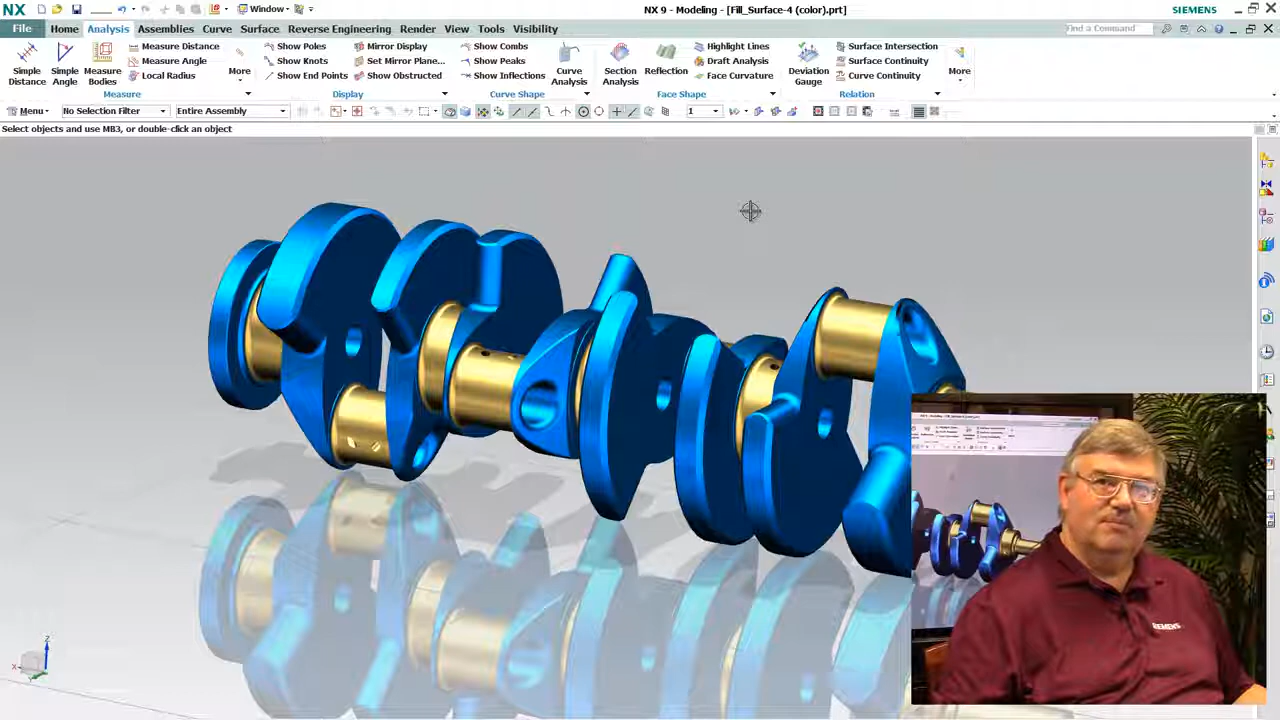 NX
Window
NX 9 - Modeling - [Fill_Surface-4 (color).prt]
SIEMENS
File Home Analysis Assemblies Curve Surface Reverse Engineering Render View Tools Visibility
Find a Command
Simple Distance
Simple Angle
Measure Bodies
Measure Distance
Measure Angle
Local Radius
More
Measure
Show Poles
Show Knots
Show End Points
Mirror Display
Set Mirror Plane...
Show Obstructed
Display
Show Combs
Show Peaks
Show Inflections
Curve Analysis
Curve Shape
Section Analysis
Reflection
Highlight Lines
Draft Analysis
Face Curvature
Face Shape
Deviation Gauge
Surface Intersection
Surface Continuity
Curve Continuity
More
Relation
Menu
No Selection Filter
Entire Assembly
1
Select objects and use MB3, or double-click an object
Z
X
SIEMENS